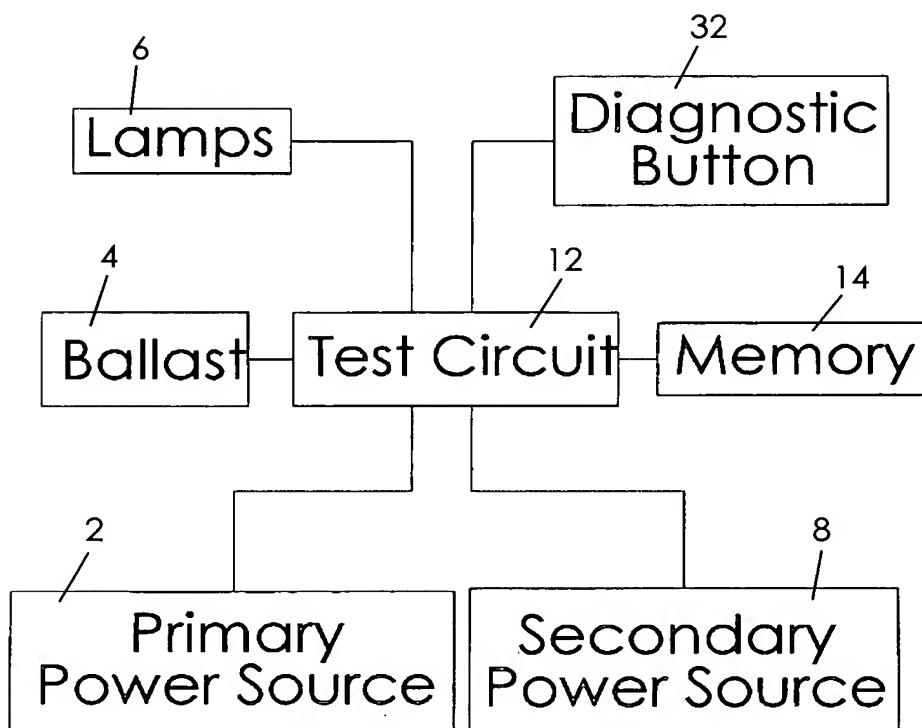 6
32
Lamps
Diagnostic
Button
4
12
14
Ballast
Test Circuit
Memory
2
8
Primary
Power Source
Secondary
Power Source